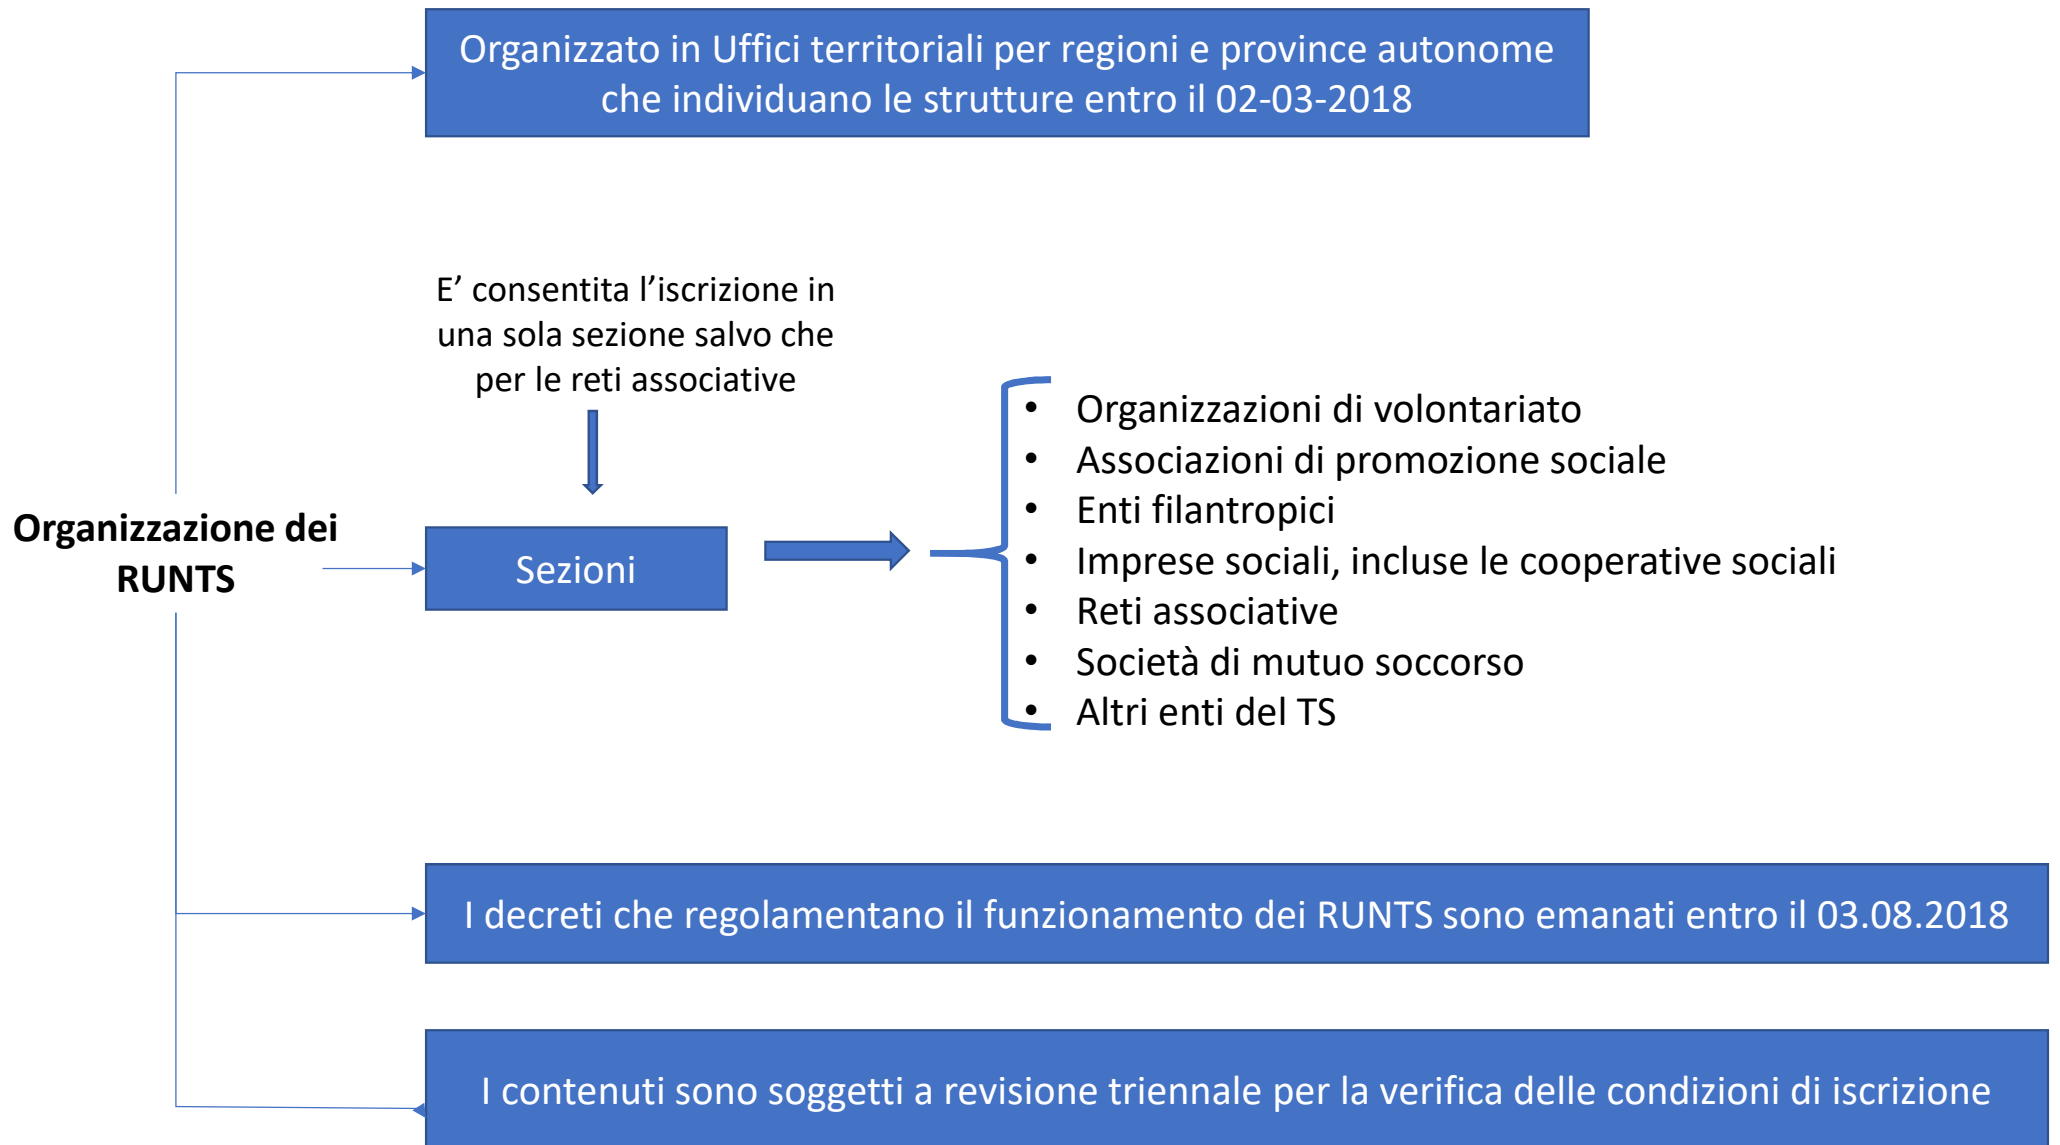 Organizzato in Uffici territoriali per regioni e province autonome
che individuano le strutture entro il 02-03-2018
E’ consentita l’iscrizione in
una sola sezione salvo che
per le reti associative
Organizzazione dei
RUNTS
Sezioni
• Organizzazioni di volontariato
• Associazioni di promozione sociale
• Enti filantropici
• Imprese sociali, incluse le cooperative sociali
• Reti associative
• Società di mutuo soccorso
• Altri enti del TS
I decreti che regolamentano il funzionamento dei RUNTS sono emanati entro il 03.08.2018
I contenuti sono soggetti a revisione triennale per la verifica delle condizioni di iscrizione